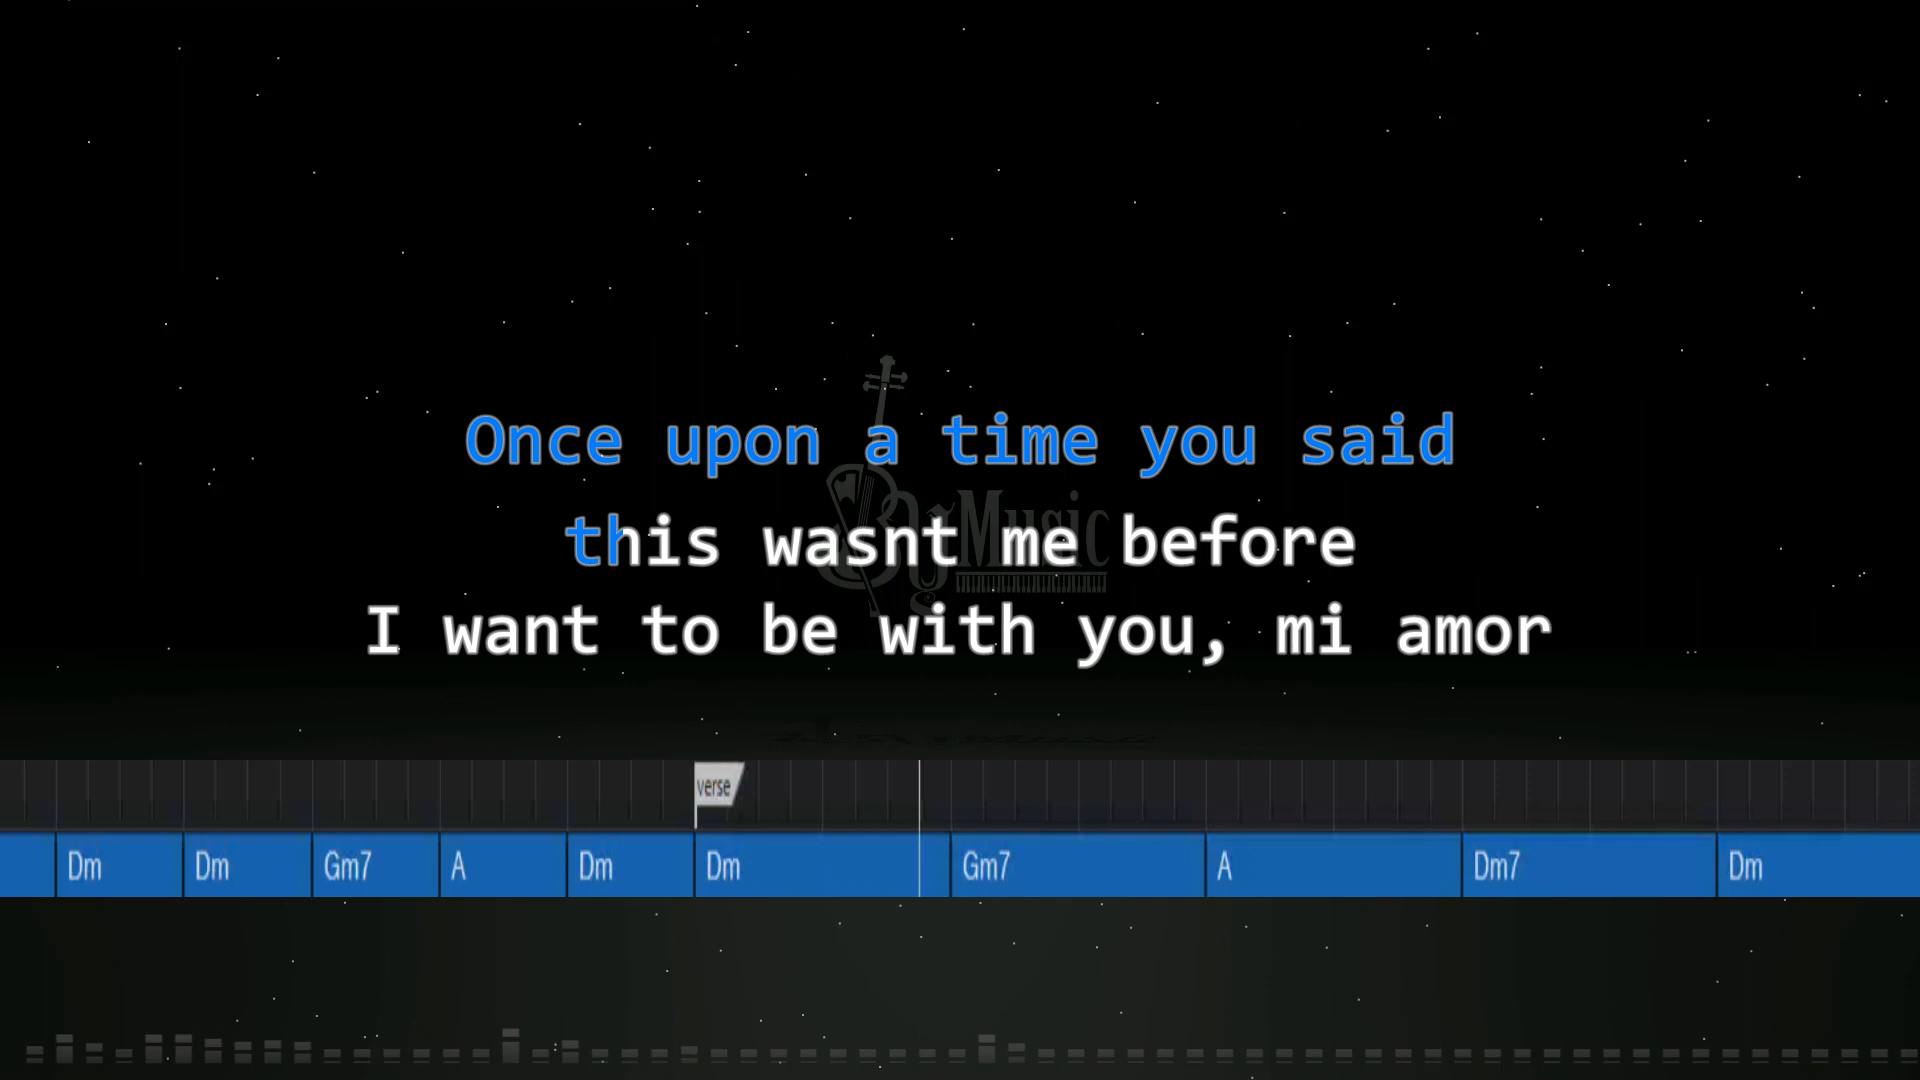 Once upon a time you said
this wasnt me before
I want to be with you, mi amor
verse
Dm Dm Gm7 A Dm Dm Gm7 A Dm7 Dm